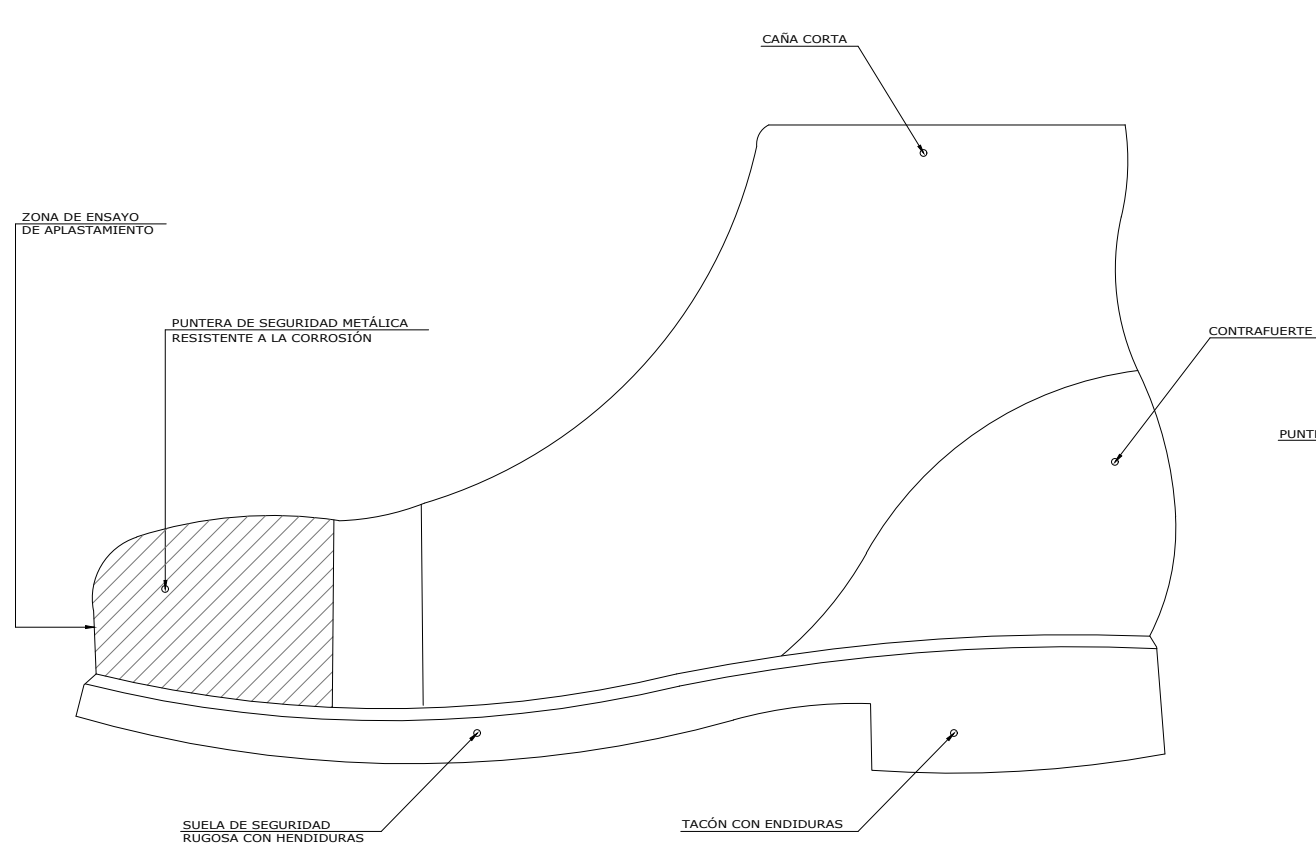 CAÑA CORTA
ZONA DE ENSAYO
DE APLASTAMIENTO
PUNTERA DE SEGURIDAD METÁLICA
RESISTENTE A LA CORROSIÓN
CONTRAFUERTE
PUNT
SUELA DE SEGURIDAD
RUGOSA CON HENDIDURAS
TACÓN CON ENDIDURAS